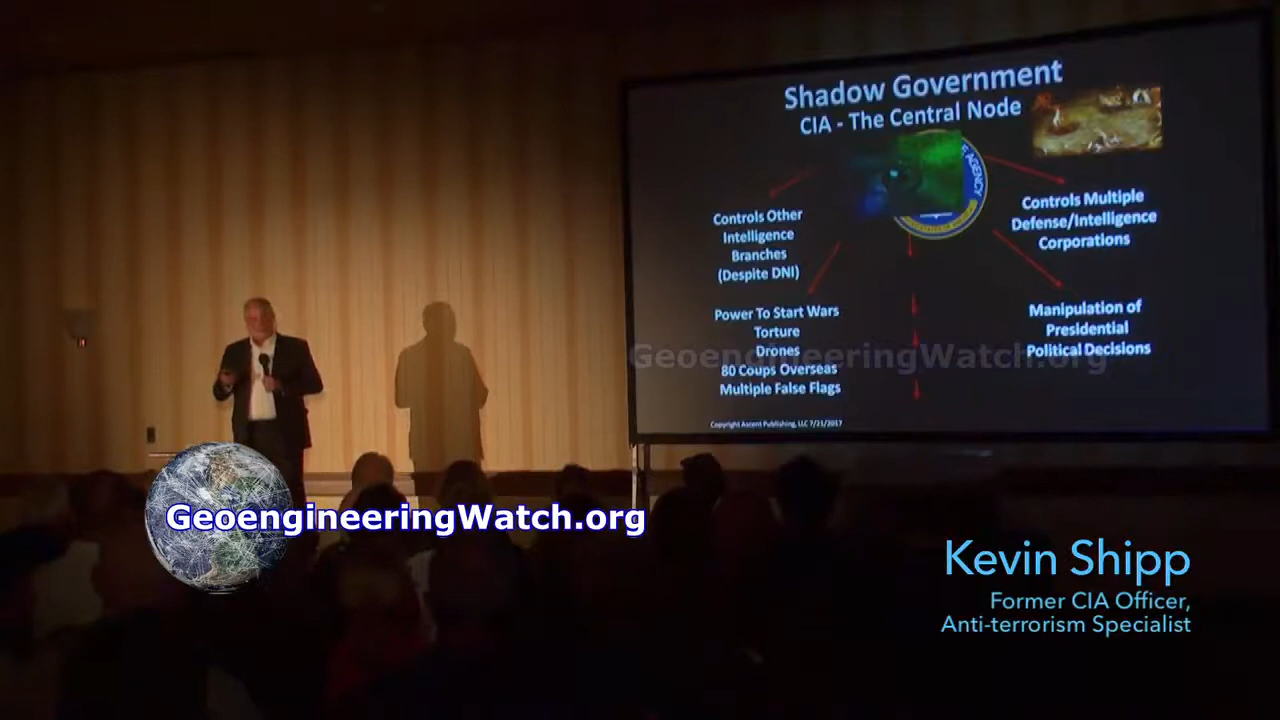 Shadow Government
CIA - The Central Node
AGENCY
Controls Other
Intelligence
Branches
(Despite DNI)
Controls Multiple
Defense/Intelligence
Corporations
Power To Start Wars
Torture
Drones
80 Coups Overseas
Multiple False Flags
Manipulation of
Presidential
Political Decisions
GeoengineeringWatch.org
Copyright Ascent Publishing, LLC 7/21/2017
GeoengineeringWatch.org
Kevin Shipp
Former CIA Officer,
Anti-terrorism Specialist